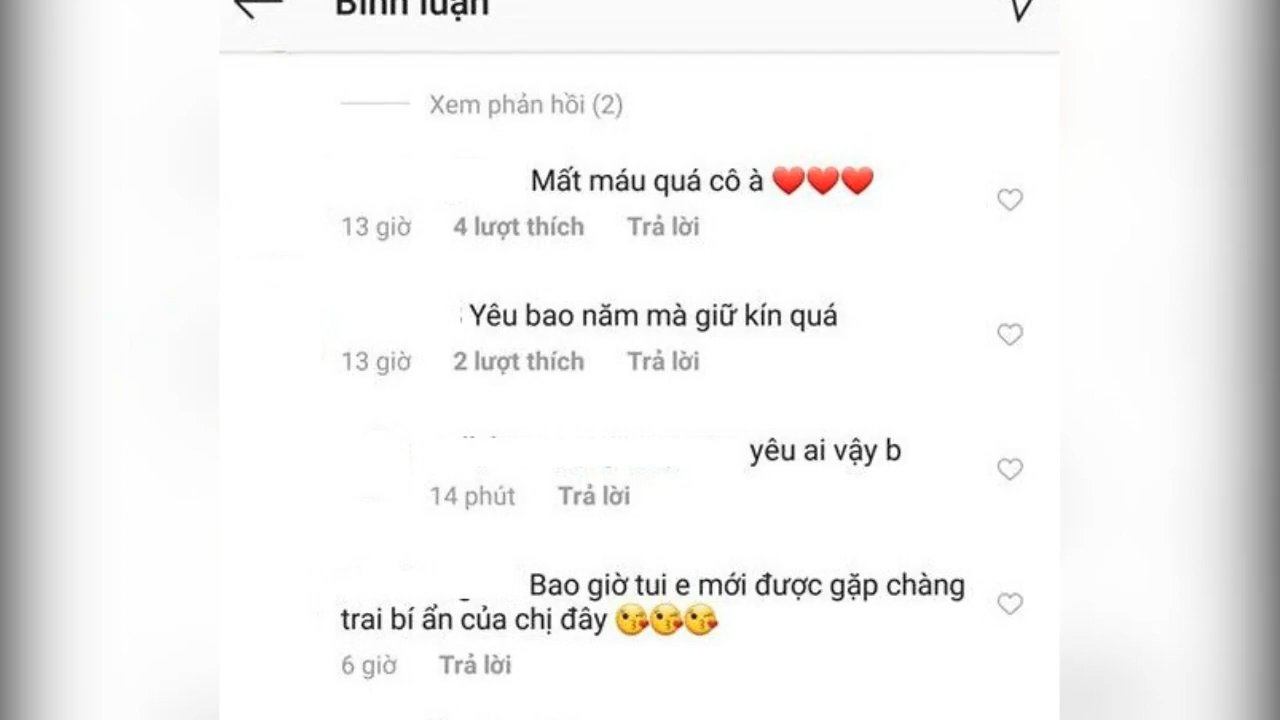 Bình luận
Xem phản hồi (2)
Mất máu quá cô à ❤️❤️❤️
13 giờ 4 lượt thích Trả lời
Yêu bao năm mà giữ kín quá
13 giờ 2 lượt thích Trả lời
yêu ai vậy b
14 phút Trả lời
Bao giờ tui e mới được gặp chàng
trai bí ẩn của chị đây 😘😘😘
6 giờ Trả lời